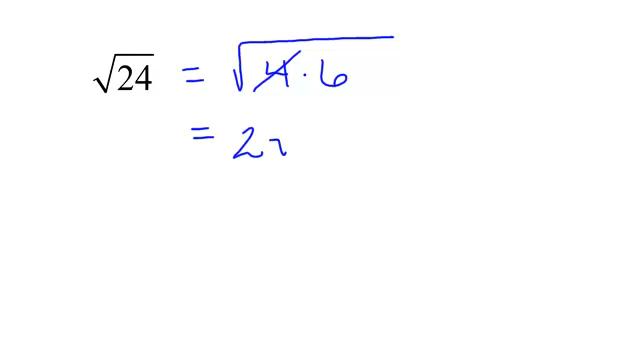 √24 = √4 · 6
= 2